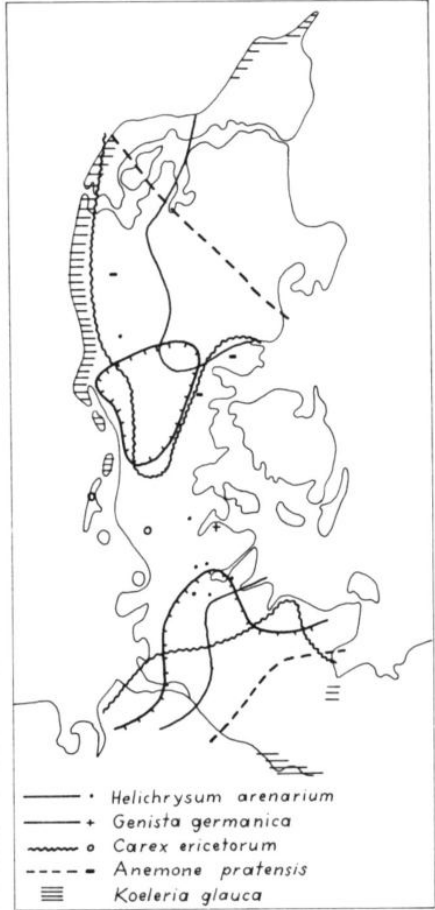 Helichrysum arenarium
Genista germanica
Carex ericetorum
Anemone pratensis
Koeleria glauca